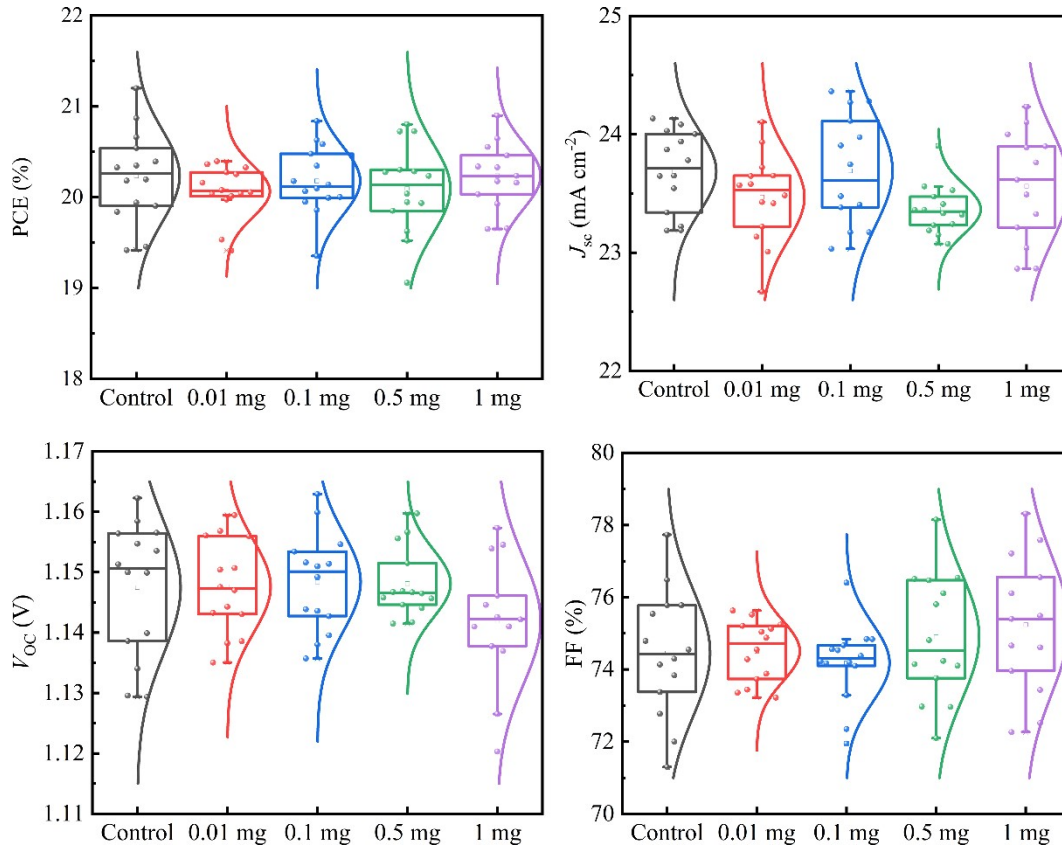 PCE (%)
22
21
20
19
18
Control 0.01 mg 0.1 mg 0.5 mg 1 mg
Jsc (mA cm⁻²)
25
24
23
22
Control 0.01 mg 0.1 mg 0.5 mg 1 mg
VOC (V)
1.17
1.16
1.15
1.14
1.13
1.12
1.11
Control 0.01 mg 0.1 mg 0.5 mg 1 mg
FF (%)
80
78
76
74
72
70
Control 0.01 mg 0.1 mg 0.5 mg 1 mg